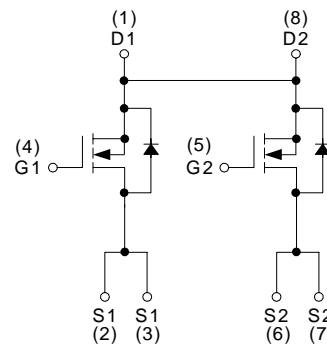 (1) (8)
D1 D2
(4) (5)
G1 G2
S1 S1 S2 S2
(2) (3) (6) (7)